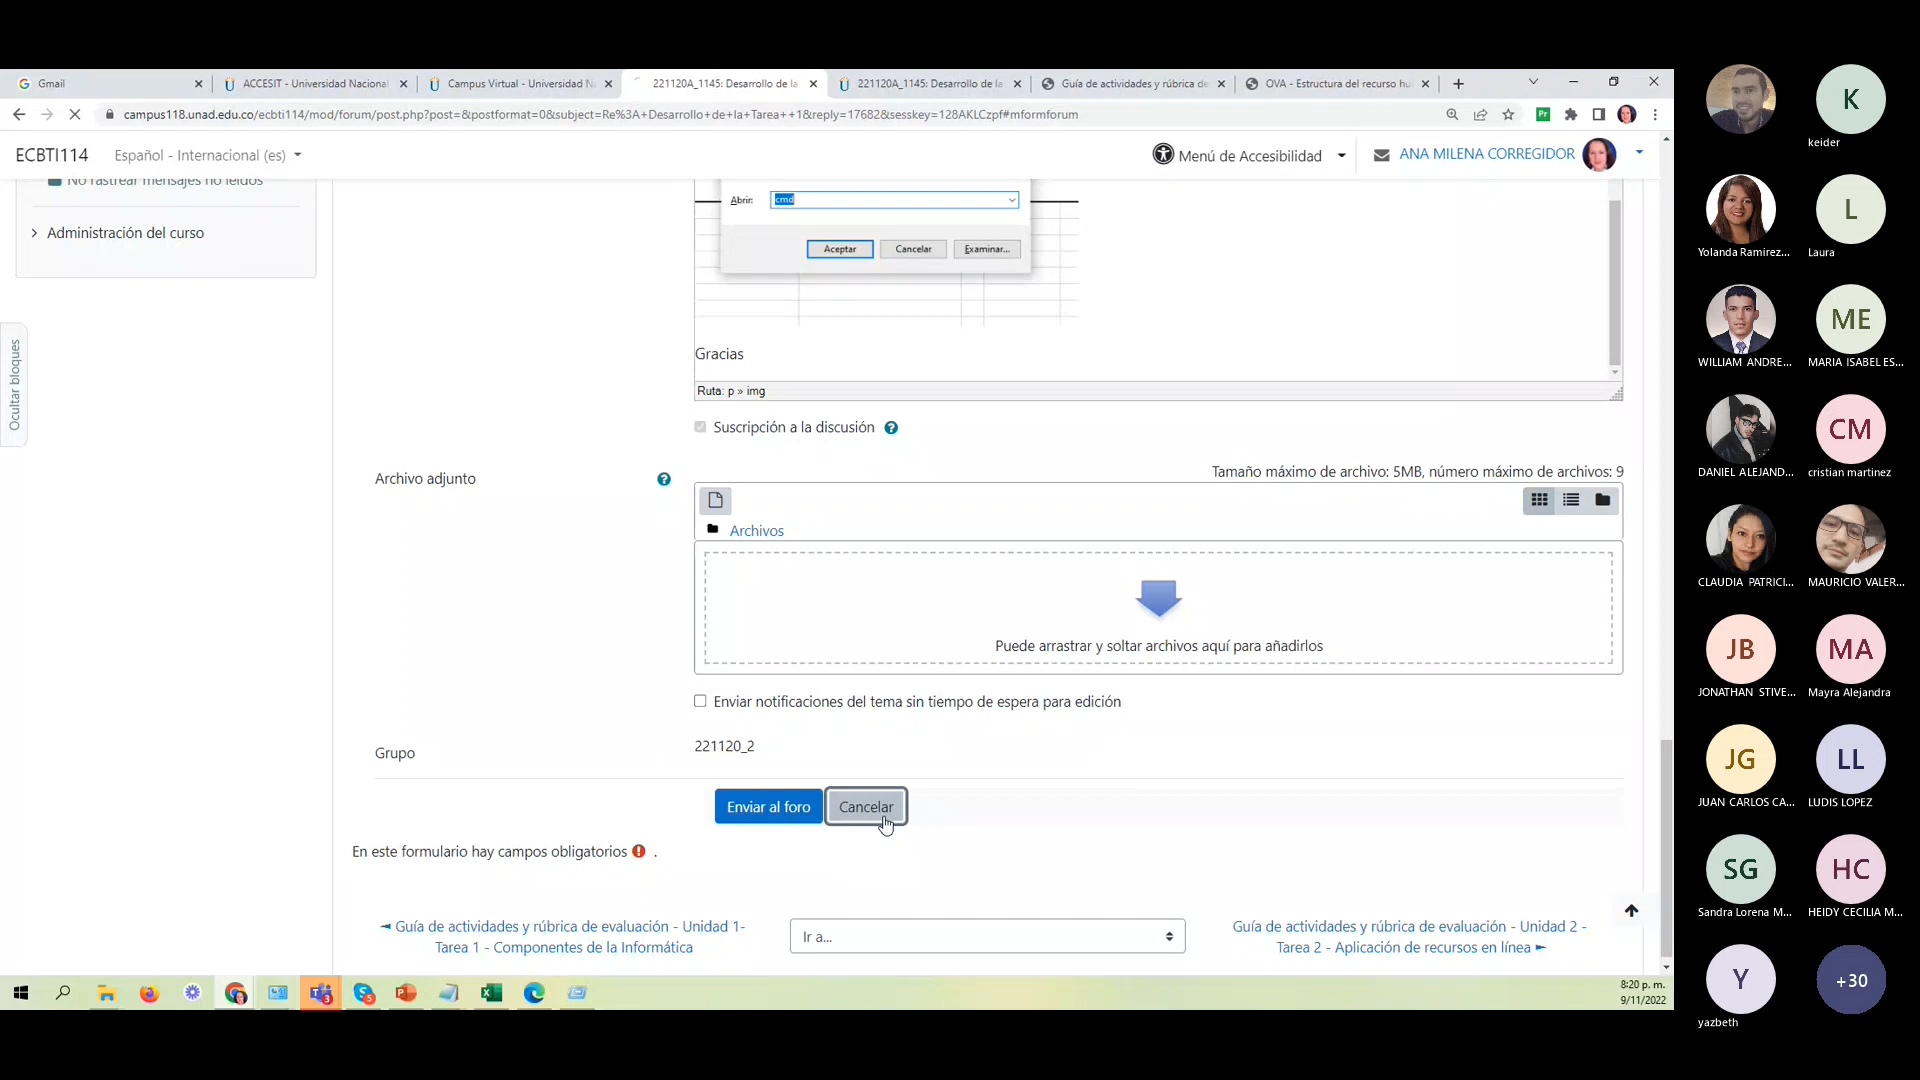 Gmail
ACCESIT - Universidad Nacional
Campus Virtual - Universidad N
221120A_1145: Desarrollo de la
221120A_1145: Desarrollo de la
Guía de actividades y rúbrica de
OVA - Estructura del recurso hu
campus118.unad.edu.co/ecbti114/mod/forum/post.php?post=&postformat=0&subject=Re%3A+Desarrollo+de+la+Tarea++1&reply=17682&sesskey=128AKLCzpf#mformforum
ECBTI114
Español - Internacional (es)
Menú de Accesibilidad
ANA MILENA CORREGIDOR
No rastrear mensajes no leídos
Administración del curso
Ocultar bloques
Abrir:
cmd
Aceptar
Cancelar
Examinar...
Gracias
Ruta: p » img
Suscripción a la discusión
Archivo adjunto
Tamaño máximo de archivo: 5MB, número máximo de archivos: 9
Archivos
Puede arrastrar y soltar archivos aquí para añadirlos
Enviar notificaciones del tema sin tiempo de espera para edición
Grupo
221120_2
Enviar al foro
Cancelar
En este formulario hay campos obligatorios .
◄ Guía de actividades y rúbrica de evaluación - Unidad 1-
Tarea 1 - Componentes de la Informática
Ir a...
Guía de actividades y rúbrica de evaluación - Unidad 2 -
Tarea 2 - Aplicación de recursos en línea ►
8:20 p. m.
9/11/2022
K
keider
Yolanda Ramirez...
L
Laura
WILLIAM ANDRE...
ME
MARIA ISABEL ES...
DANIEL ALEJAND...
CM
cristian martinez
CLAUDIA PATRICI...
MAURICIO VALER...
JB
JONATHAN STIVE...
MA
Mayra Alejandra
JG
JUAN CARLOS CA...
LL
LUDIS LOPEZ
SG
Sandra Lorena M...
HC
HEIDY CECILIA M...
Y
yazbeth
+30